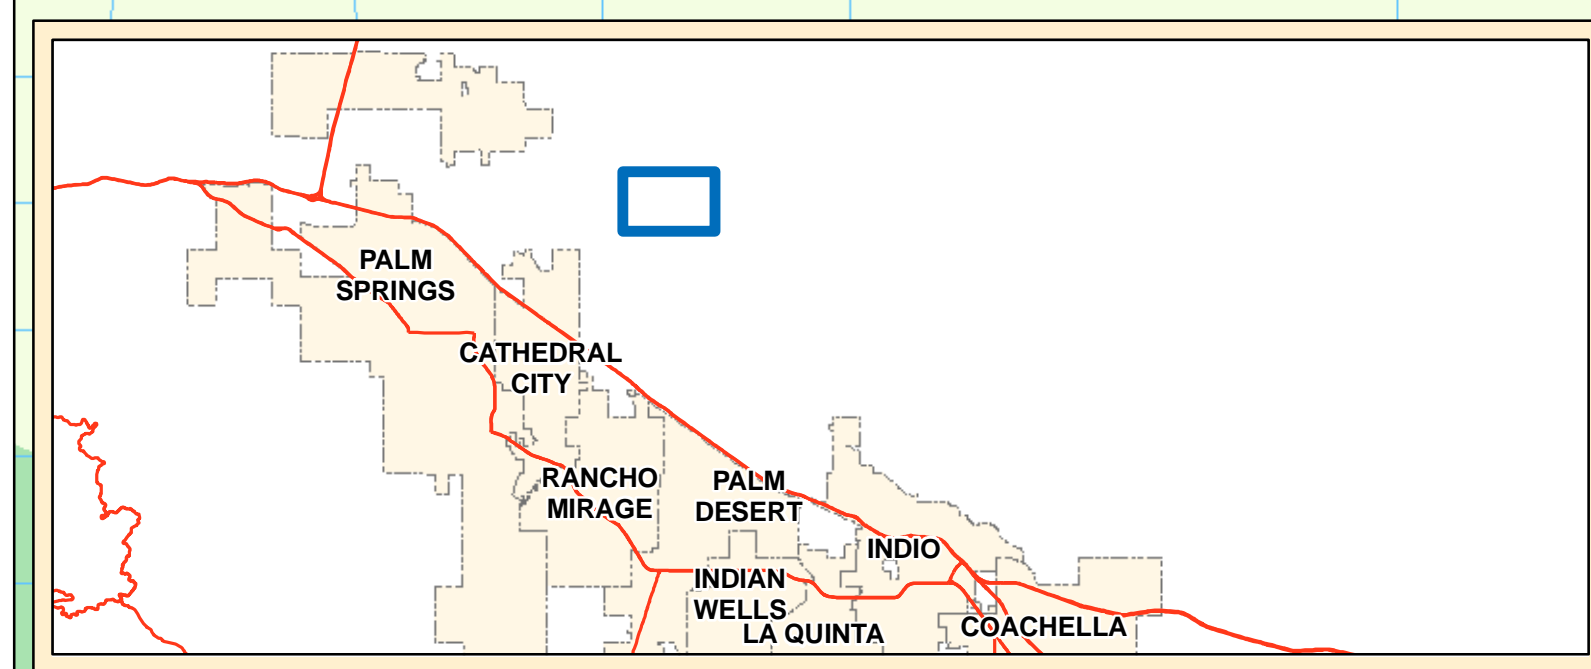 PALM
SPRINGS
CATHEDRAL
CITY
RANCHO
MIRAGE
PALM
DESERT
INDIO
INDIAN
WELLS
LA QUINTA
COACHELLA